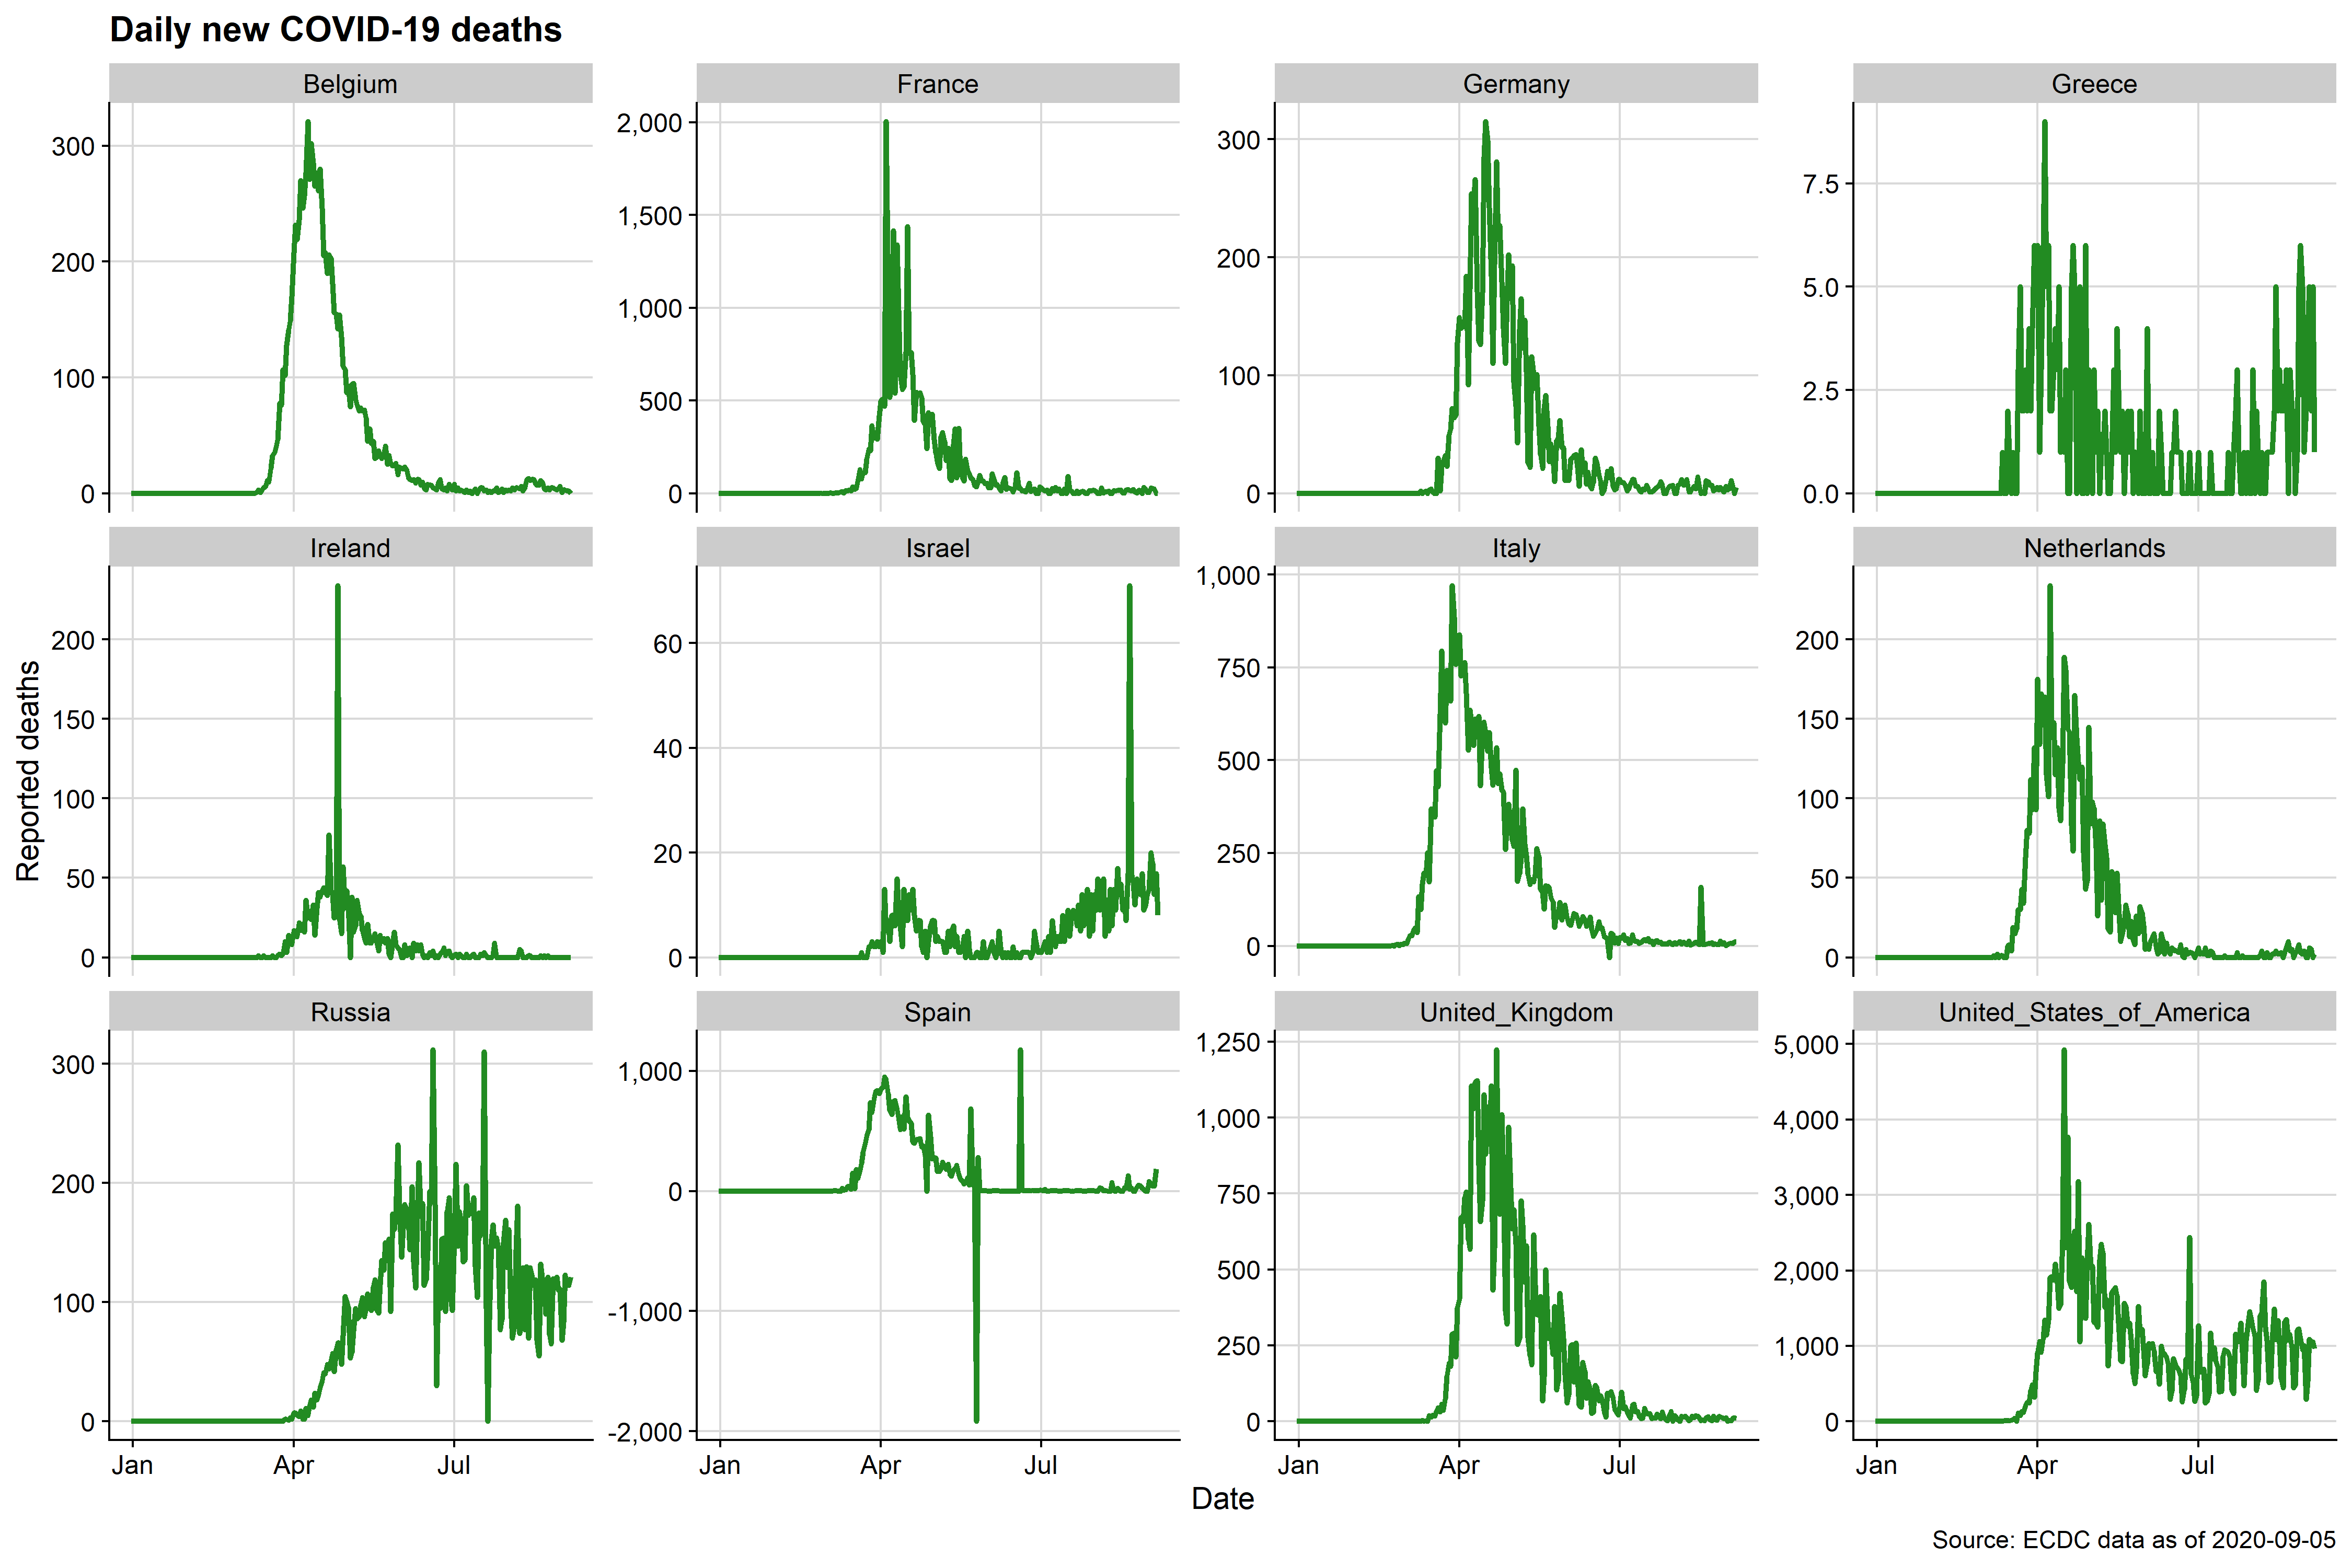 Daily new COVID-19 deaths
Belgium
France
Germany
Greece
300
200
100
0
2,000
1,500
1,000
500
0
300
200
100
0
7.5
5.0
2.5
0.0
Ireland
Israel
Italy
Netherlands
200
150
100
50
0
60
40
20
0
1,000
750
500
250
0
200
150
100
50
0
Reported deaths
Russia
Spain
United_Kingdom
United_States_of_America
300
200
100
0
1,000
0
-1,000
-2,000
1,250
1,000
750
500
250
0
5,000
4,000
3,000
2,000
1,000
0
Jan Apr Jul
Jan Apr Jul
Jan Apr Jul
Jan Apr Jul
Date
Source: ECDC data as of 2020-09-05